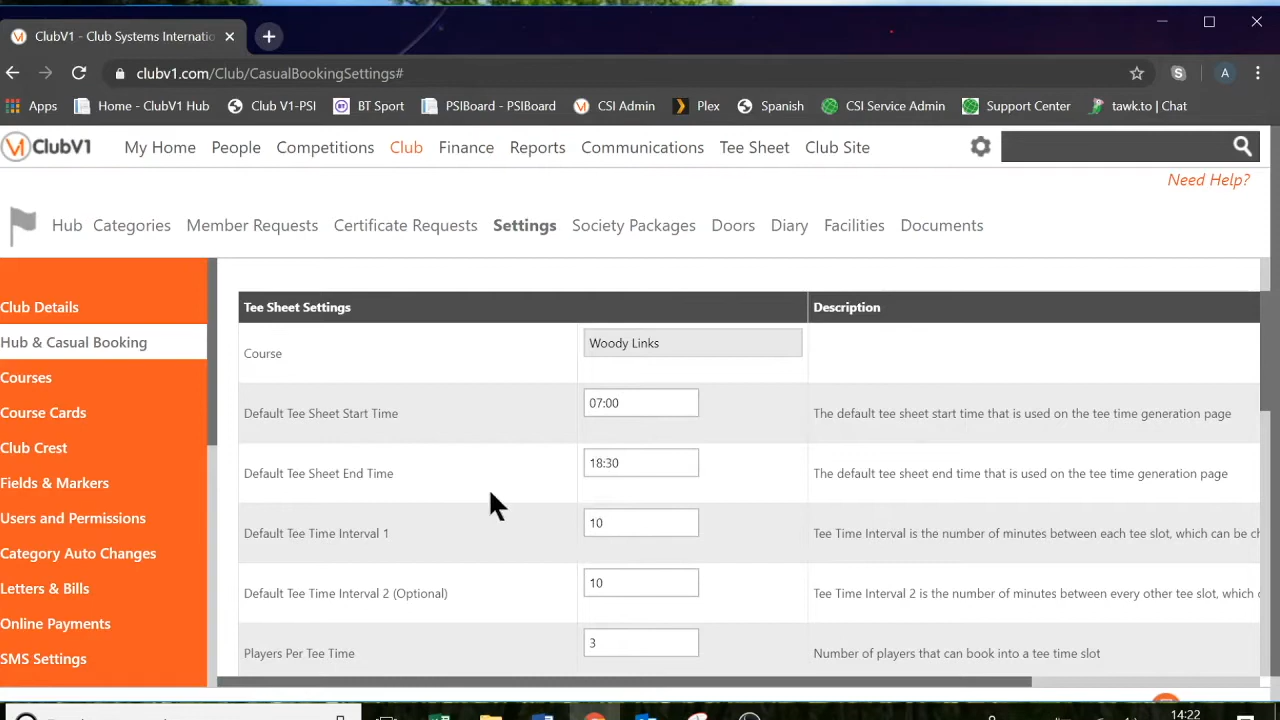 ClubV1 - Club Systems Internatio
clubv1.com/Club/CasualBookingSettings#
A
Apps Home - ClubV1 Hub Club V1-PSI BT Sport PSIBoard - PSIBoard CSI Admin Plex Spanish CSI Service Admin Support Center tawk.to | Chat
ClubV1 My Home People Competitions Club Finance Reports Communications Tee Sheet Club Site
Need Help?
Hub Categories Member Requests Certificate Requests Settings Society Packages Doors Diary Facilities Documents
Club Details
Hub & Casual Booking
Courses
Course Cards
Club Crest
Fields & Markers
Users and Permissions
Category Auto Changes
Letters & Bills
Online Payments
SMS Settings
Tee Sheet Settings Description
Course Woody Links
Default Tee Sheet Start Time 07:00 The default tee sheet start time that is used on the tee time generation page
Default Tee Sheet End Time 18:30 The default tee sheet end time that is used on the tee time generation page
Default Tee Time Interval 1 10 Tee Time Interval is the number of minutes between each tee slot, which can be ch
Default Tee Time Interval 2 (Optional) 10 Tee Time Interval 2 is the number of minutes between every other tee slot, which c
Players Per Tee Time 3 Number of players that can book into a tee time slot
14:22